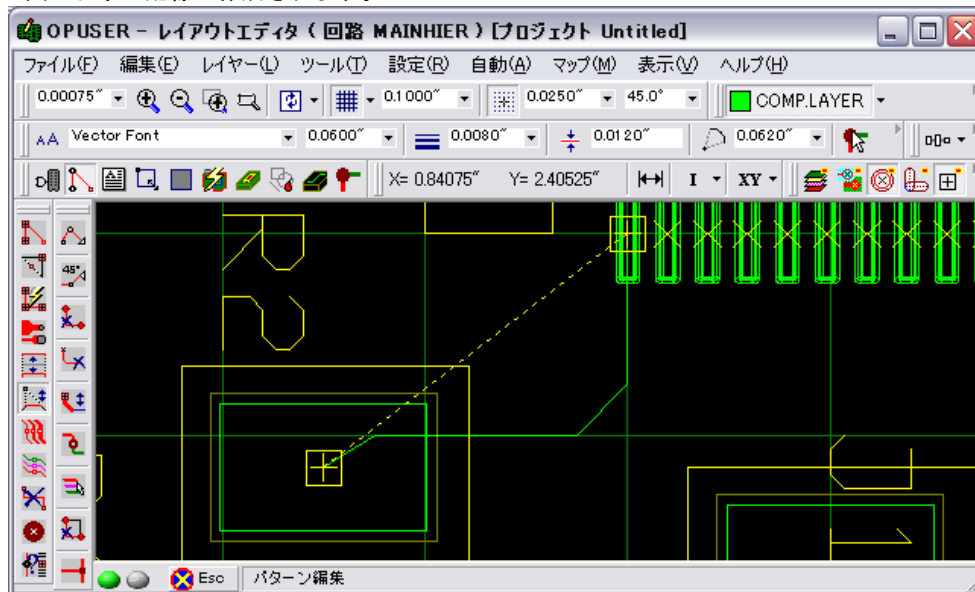 OPUSER - レイアウトエディタ ( 回路 MAINHIER ) [プロジェクト Untitled]
ファイル(F) 編集(E) レイヤー(L) ツール(T) 設定(R) 自動(A) マップ(M) 表示(V) ヘルプ(H)
0.00075" 0.1000" 0.0250" 45.0° COMP.LAYER
AA Vector Font 0.0600" 0.0080" 0.0120" 0.0620"
X= 0.84075" Y= 2.40525" I XY
45°
Esc パターン編集